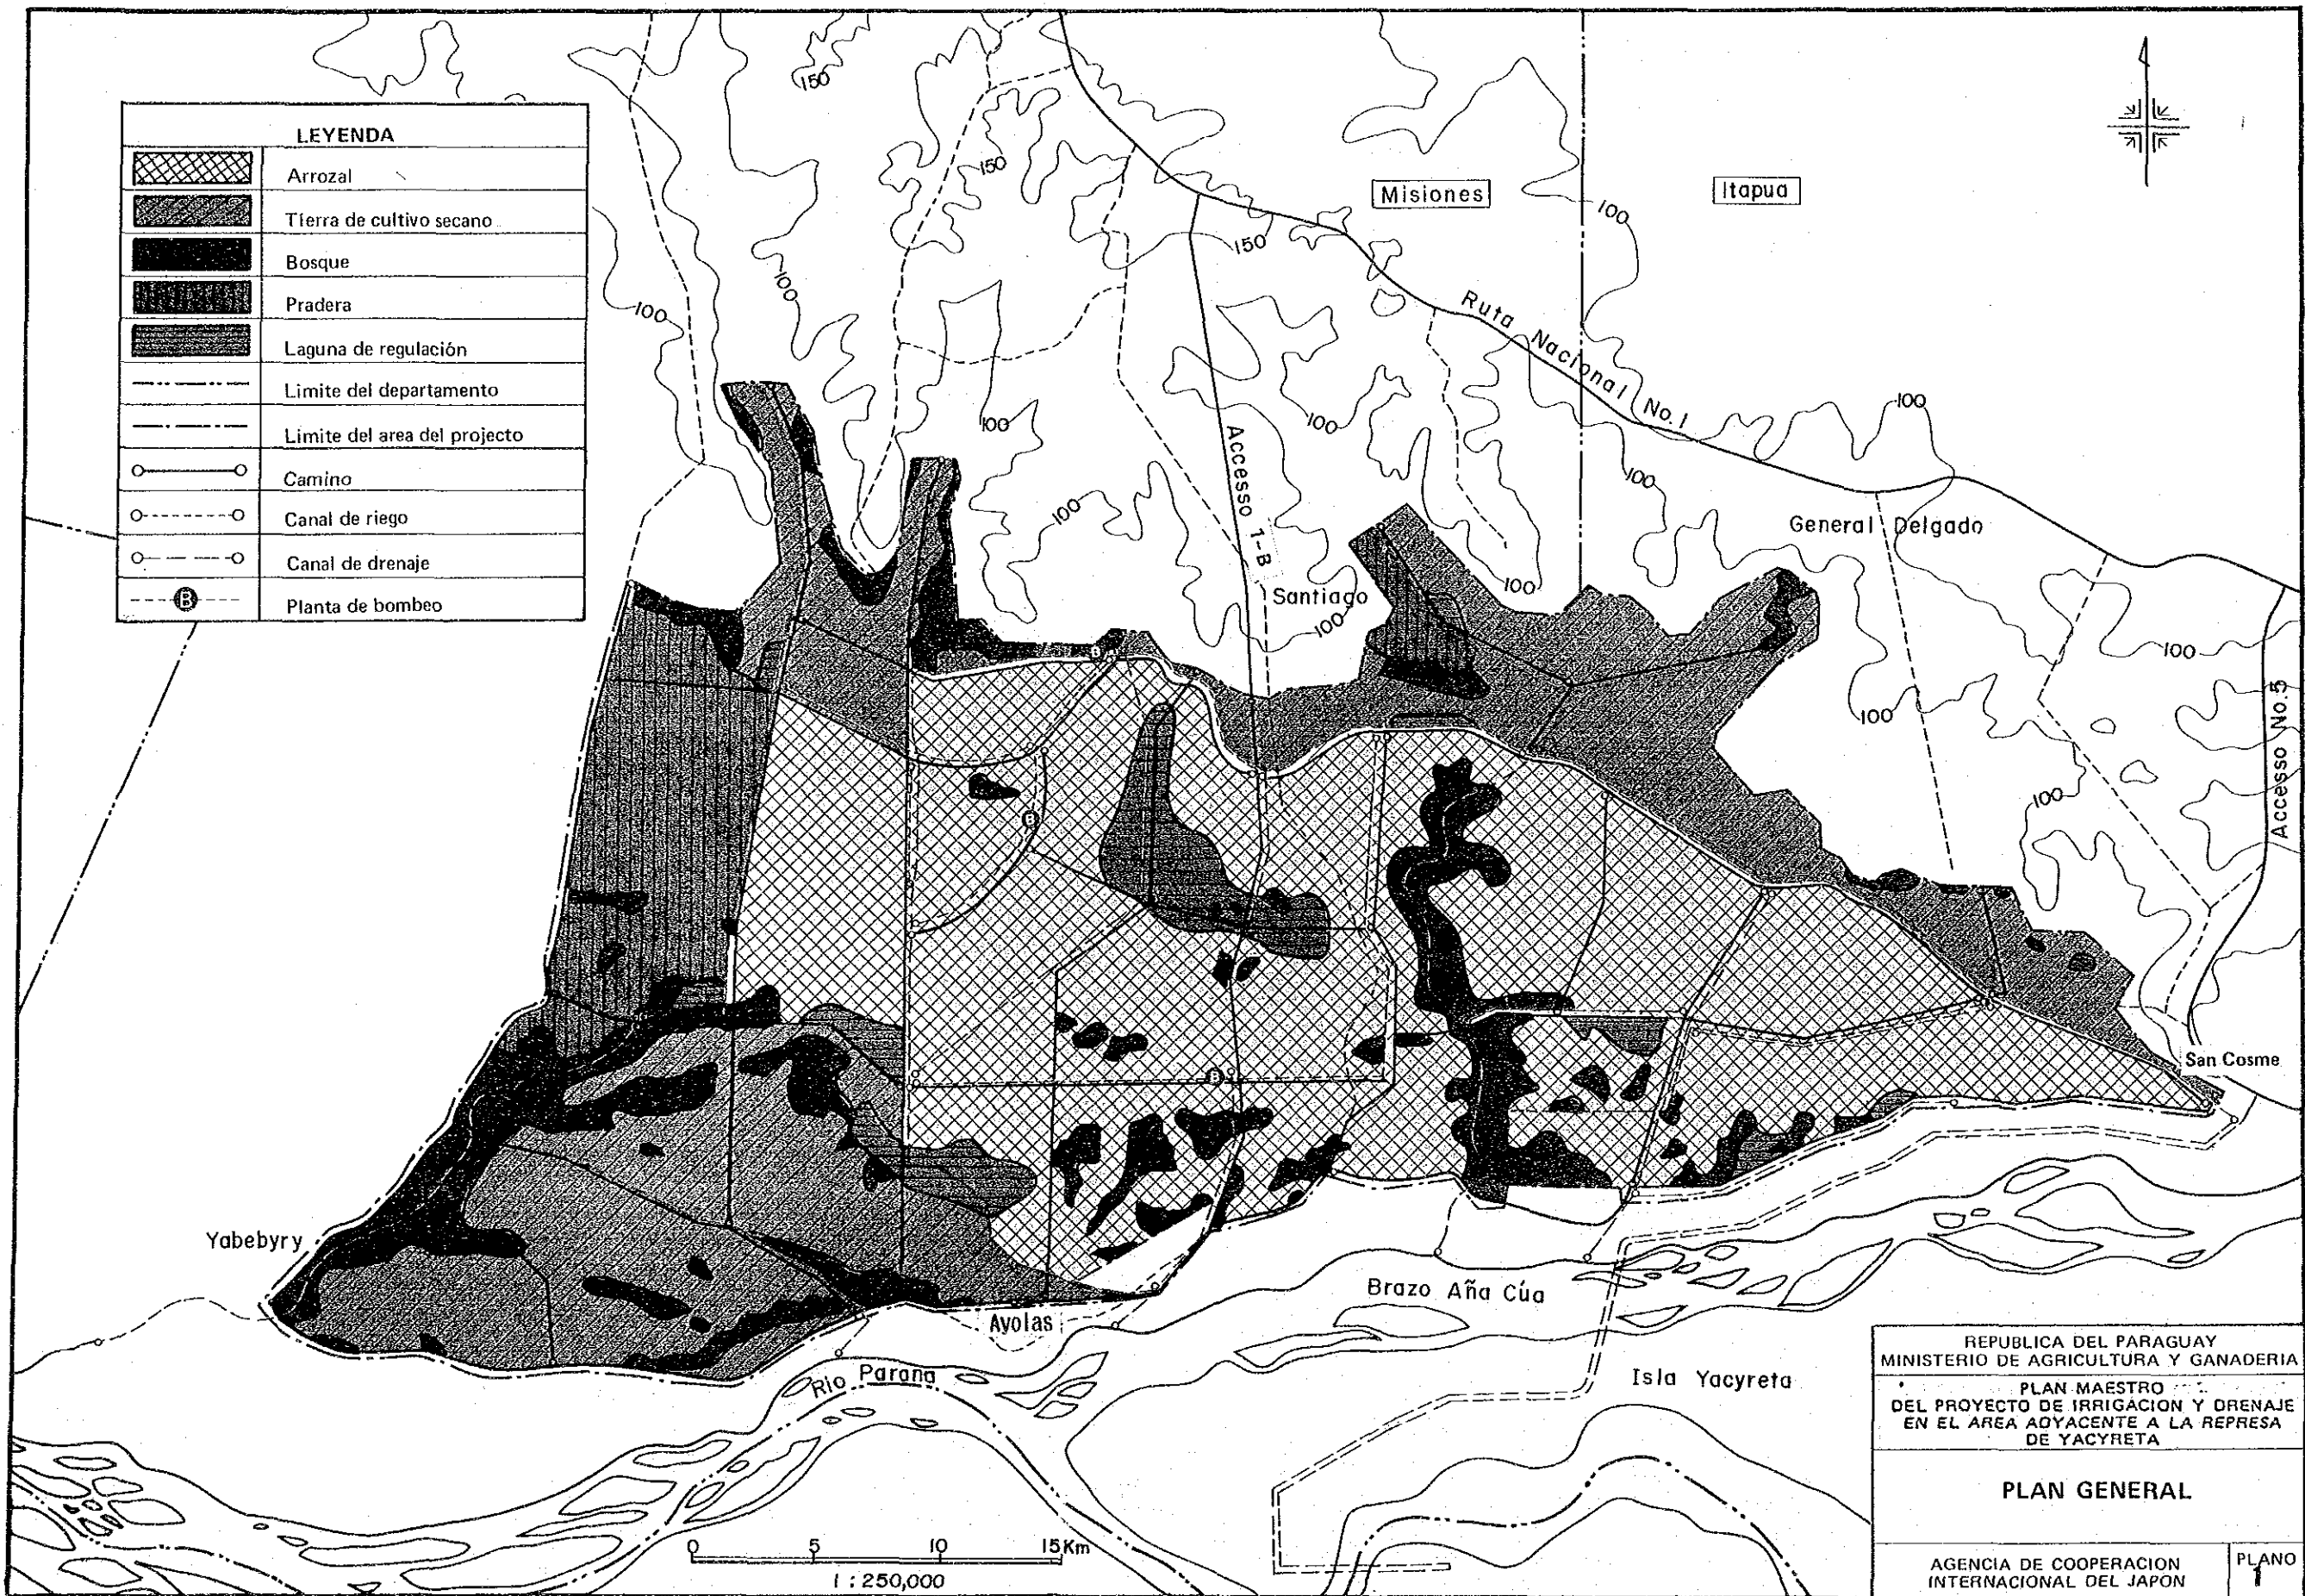 LEYENDA
Arrozal
Tierra de cultivo secano
Bosque
Pradera
Laguna de regulación
Limite del departamento
Limite del area del projecto
Camino
Canal de riego
Canal de drenaje
B
Planta de bombeo
150
150
150
100
100
100
100
100
100
100
100
100
100
100
100
100
100
Misiones
Itapua
Ruta Nacional No.1
Accesso 1-B
Santiago
General Delgado
Accesso No.5
San Cosme
B
B
B
Yabebyry
Ayolas
Rio Parana
Brazo Aña Cúa
Isla Yacyreta
0 5 10 15Km
1 : 250,000
REPUBLICA DEL PARAGUAY
MINISTERIO DE AGRICULTURA Y GANADERIA
PLAN MAESTRO
DEL PROYECTO DE IRRIGACION Y DRENAJE
EN EL AREA ADYACENTE A LA REPRESA
DE YACYRETA
PLAN GENERAL
AGENCIA DE COOPERACION
INTERNACIONAL DEL JAPON
PLANO
1